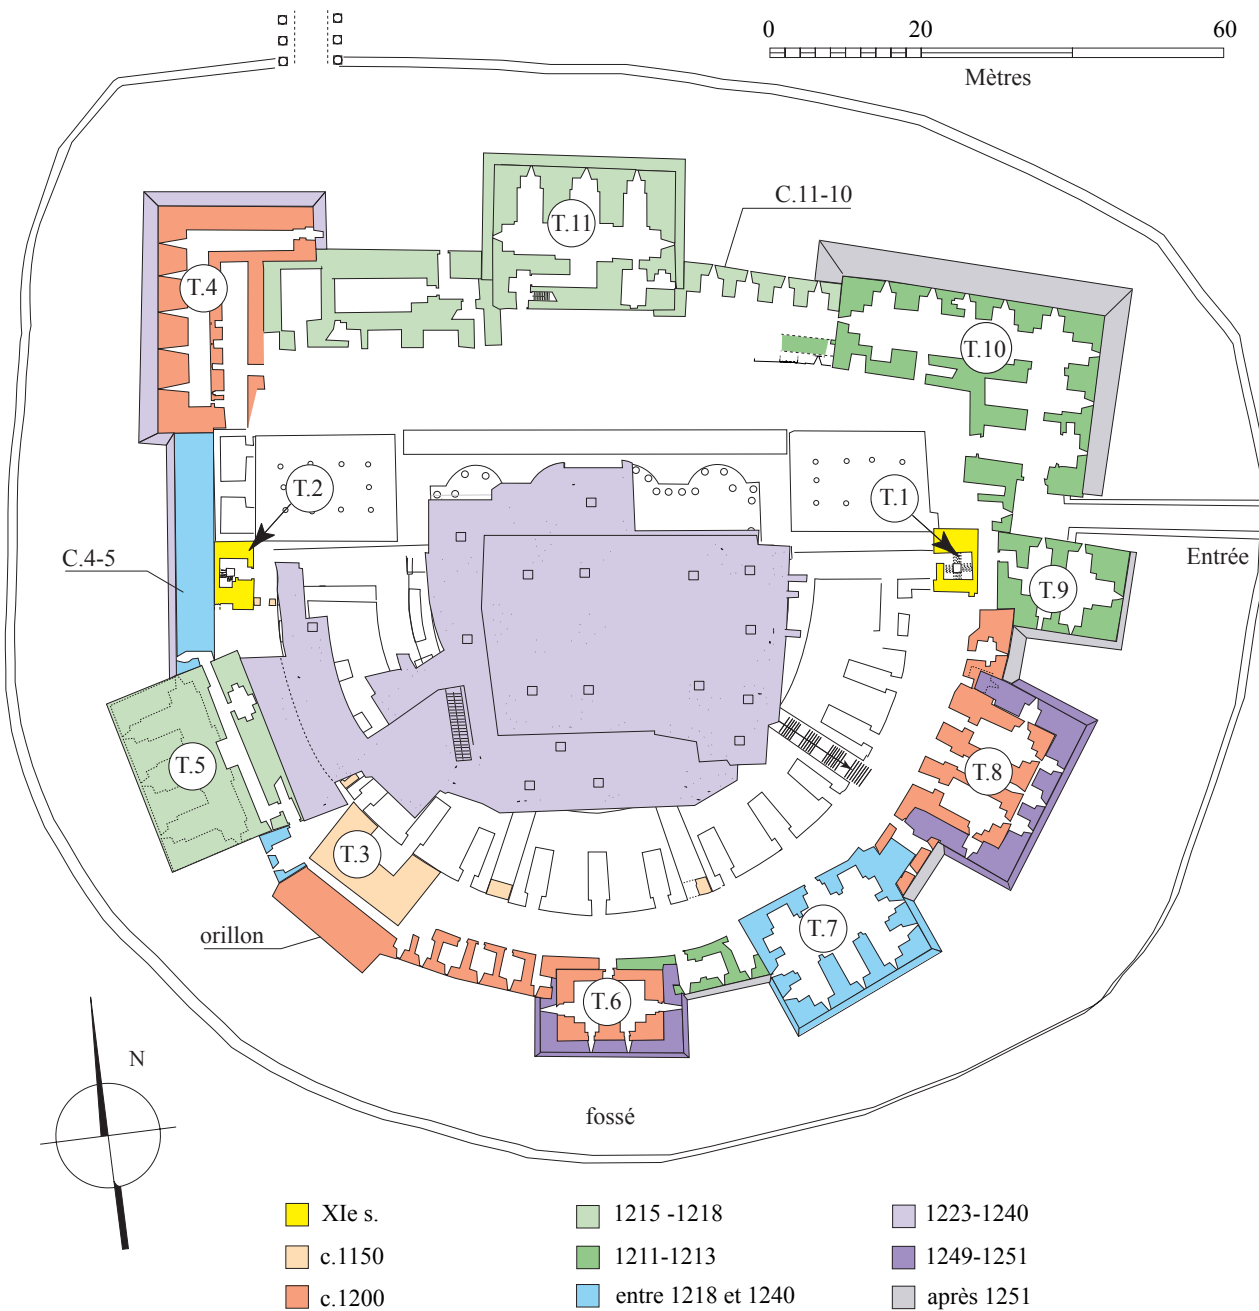 0 20 60
Mètres
C.11-10
T.11
T.4
T.10
T.2
T.1
C.4-5
Entrée
T.9
T.5
T.8
T.3
T.7
orillon
T.6
N
fossé
XIe s.
c.1150
c.1200
1215 -1218
1211-1213
entre 1218 et 1240
1223-1240
1249-1251
après 1251